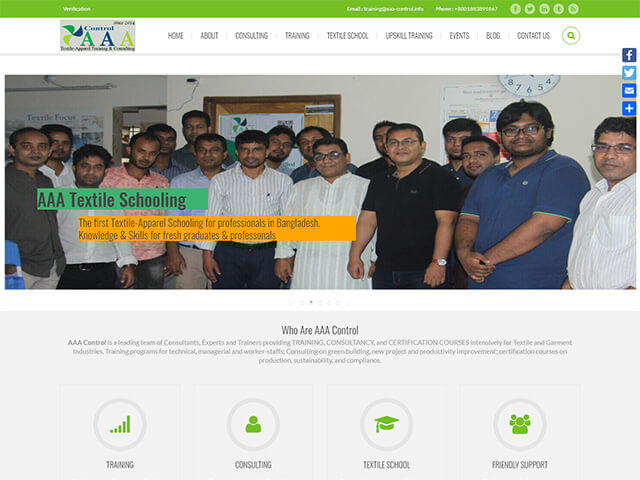 Verification
Email : training@aaa-control.info Phone : +8801883891867
Control since 2014
AAA
Textile-Apparel Training & Consulting
HOME ABOUT CONSULTING TRAINING TEXTILE SCHOOL UPSKILL TRAINING EVENTS BLOG CONTACT US
Textile Focus
AAA Textile Schooling
The first Textile-Apparel Schooling for professionals in Bangladesh.
Knowledge & Skills for fresh graduates & professonals
Who Are AAA Control
AAA Control is a leading team of Consultants, Experts and Trainers providing TRAINING, CONSULTANCY, and CERTIFICATION COURSES intensively for Textile and Garment
Industries. Training programs for technical, managerial and worker-staffs; Consulting on green building, new project and productivity improvement; certification courses on
production, sustainability, and compliance.
TRAINING CONSULTING TEXTILE SCHOOL FRIENDLY SUPPORT